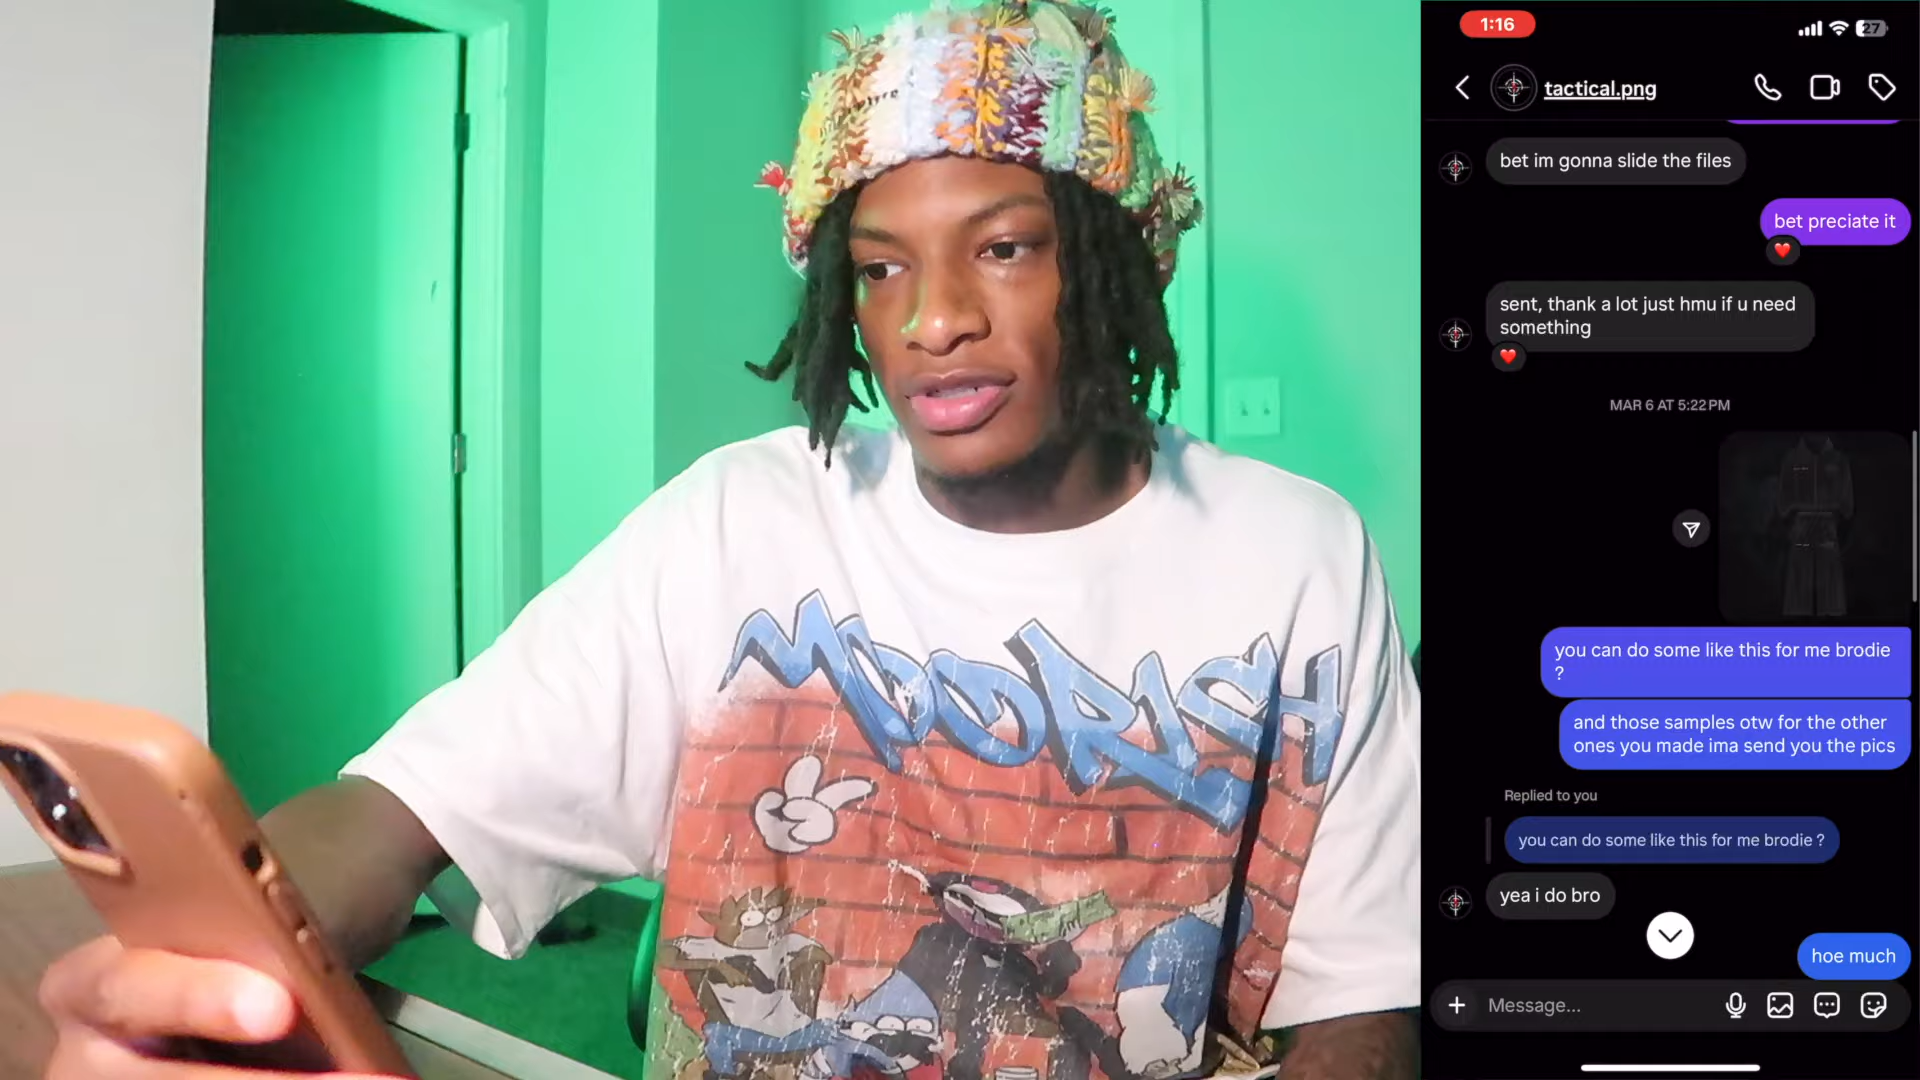 MOORISH
1:16
27
tactical.png
bet im gonna slide the files
bet preciate it
sent, thank a lot just hmu if u need
something
MAR 6 AT 5:22 PM
you can do some like this for me brodie
?
and those samples otw for the other
ones you made ima send you the pics
Replied to you
you can do some like this for me brodie ?
yea i do bro
hoe much
Message...